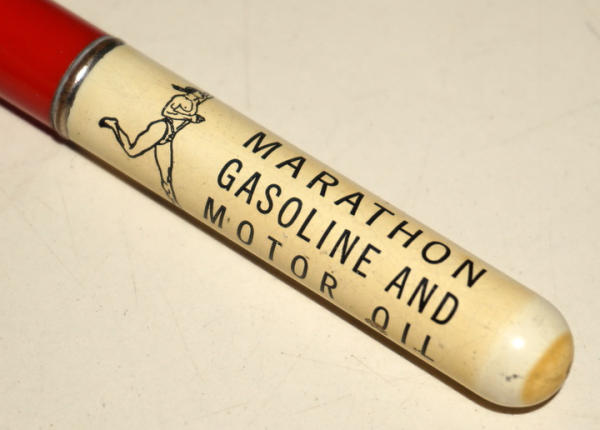 MARATHON
GASOLINE AND
MOTOR OIL